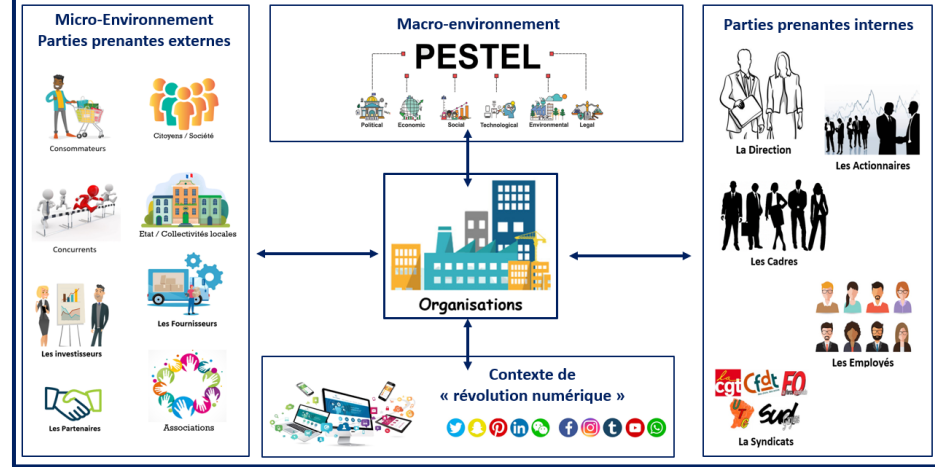 Micro-Environnement
Parties prenantes externes
Consommateurs
Citoyens / Société
Concurrents
Etat / Collectivités locales
Les investisseurs
Les Fournisseurs
Les Partenaires
Associations
Macro-environnement
PESTEL
Political Economic Social Technological Environmental Legal
Organisations
Contexte de
« révolution numérique »
Parties prenantes internes
La Direction
Les Actionnaires
Les Cadres
Les Employés
la cgt Cfdt FO
Sud
La Syndicats